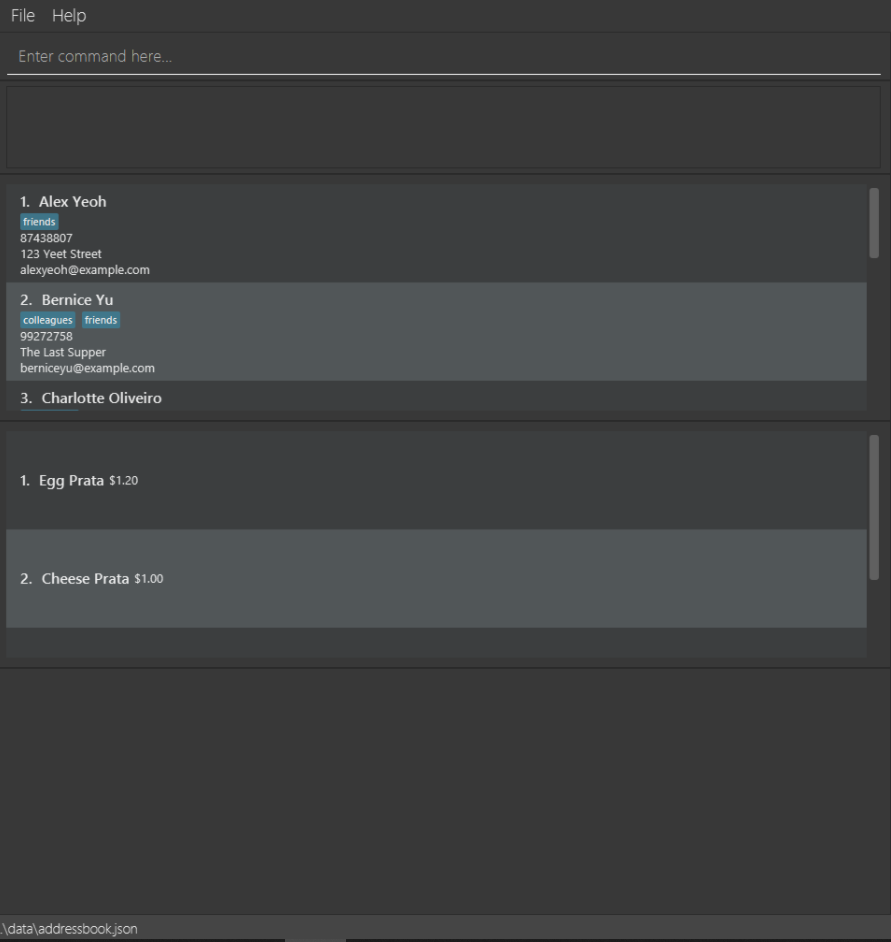 File Help
Enter command here...
1. Alex Yeoh
friends
87438807
123 Yeet Street
alexyeoh@example.com
2. Bernice Yu
colleagues friends
99272758
The Last Supper
berniceyu@example.com
3. Charlotte Oliveiro
1. Egg Prata $1.20
2. Cheese Prata $1.00
.\data\addressbook.json